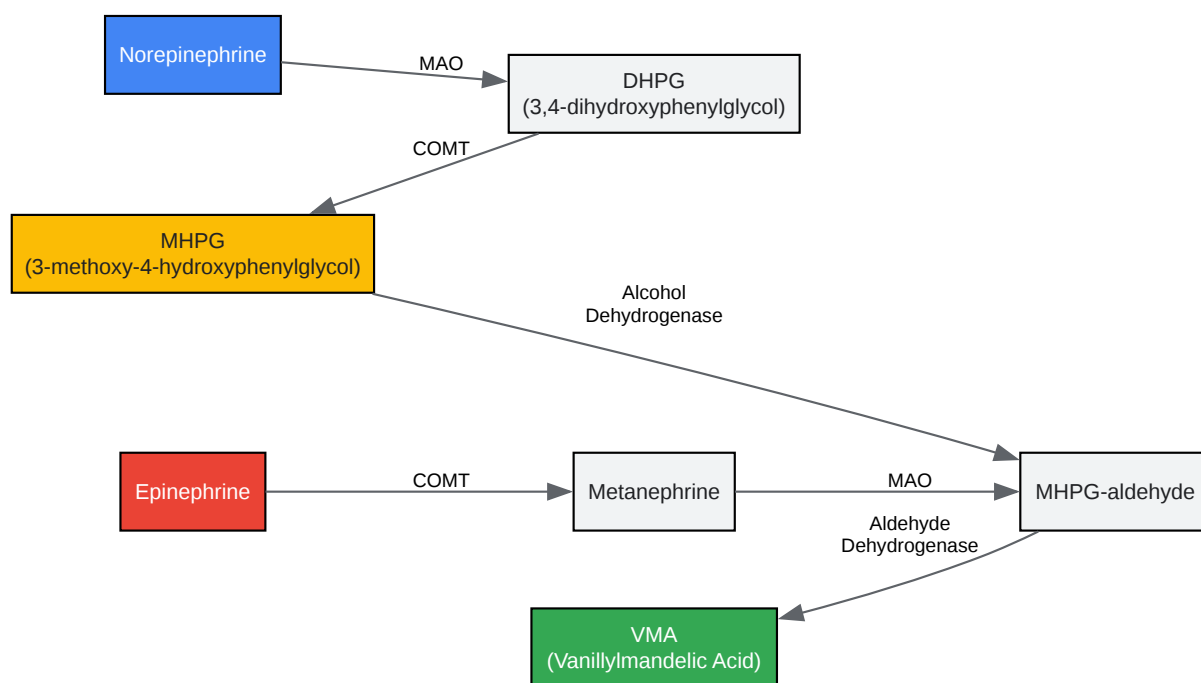 Norepinephrine
MAO
DHPG
(3,4-dihydroxyphenylglycol)
COMT
MHPG
(3-methoxy-4-hydroxyphenylglycol)
Alcohol
Dehydrogenase
Epinephrine
COMT
Metanephrine
MAO
MHPG-aldehyde
Aldehyde
Dehydrogenase
VMA
(Vanillylmandelic Acid)